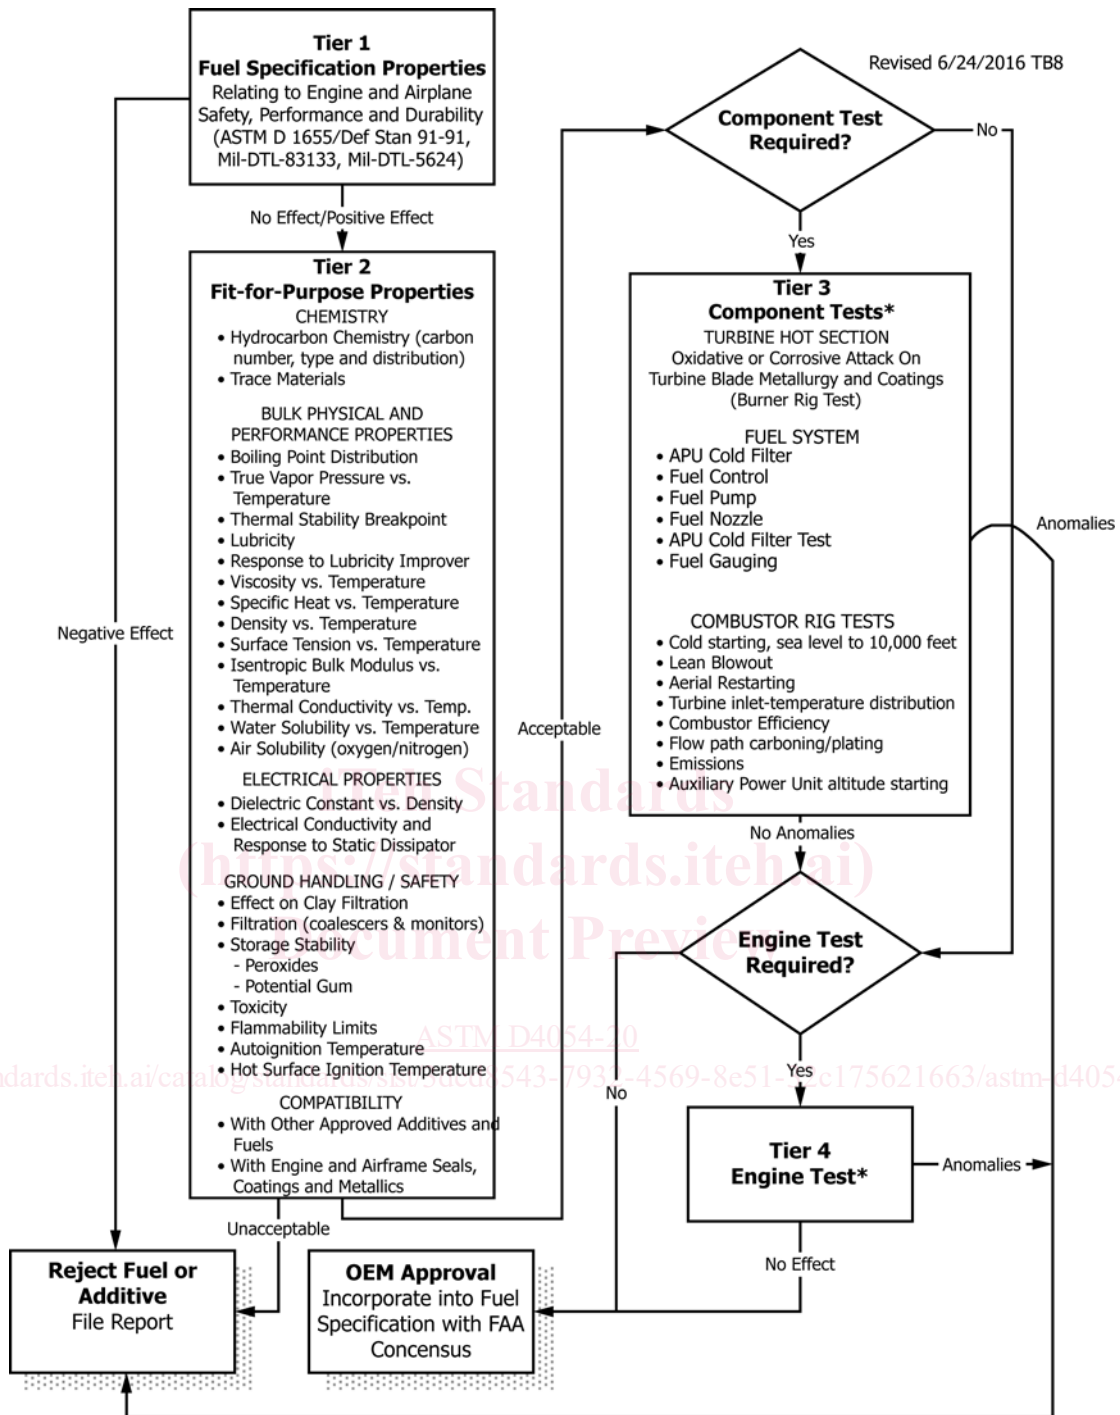 Tier 1
Fuel Specification Properties
Relating to Engine and Airplane
Safety, Performance and Durability
(ASTM D 1655/Def Stan 91-91,
Mil-DTL-83133, Mil-DTL-5624)
No Effect/Positive Effect
Tier 2
Fit-for-Purpose Properties
CHEMISTRY
• Hydrocarbon Chemistry (carbon
number, type and distribution)
• Trace Materials
BULK PHYSICAL AND
PERFORMANCE PROPERTIES
• Boiling Point Distribution
• True Vapor Pressure vs.
Temperature
• Thermal Stability Breakpoint
• Lubricity
• Response to Lubricity Improver
• Viscosity vs. Temperature
• Specific Heat vs. Temperature
• Density vs. Temperature
• Surface Tension vs. Temperature
• Isentropic Bulk Modulus vs.
Temperature
• Thermal Conductivity vs. Temp.
• Water Solubility vs. Temperature
• Air Solubility (oxygen/nitrogen)
ELECTRICAL PROPERTIES
• Dielectric Constant vs. Density
• Electrical Conductivity and
Response to Static Dissipator
GROUND HANDLING / SAFETY
• Effect on Clay Filtration
• Filtration (coalescers & monitors)
• Storage Stability
- Peroxides
- Potential Gum
• Toxicity
• Flammability Limits
• Autoignition Temperature
• Hot Surface Ignition Temperature
COMPATIBILITY
• With Other Approved Additives and
Fuels
• With Engine and Airframe Seals,
Coatings and Metallics
Negative Effect
Unacceptable
Reject Fuel or
Additive
File Report
Acceptable
Revised 6/24/2016 TB8
Component Test
Required?
No
Yes
Tier 3
Component Tests*
TURBINE HOT SECTION
Oxidative or Corrosive Attack On
Turbine Blade Metallurgy and Coatings
(Burner Rig Test)
FUEL SYSTEM
• APU Cold Filter
• Fuel Control
• Fuel Pump
• Fuel Nozzle
• APU Cold Filter Test
• Fuel Gauging
COMBUSTOR RIG TESTS
• Cold starting, sea level to 10,000 feet
• Lean Blowout
• Aerial Restarting
• Turbine inlet-temperature distribution
• Combustor Efficiency
• Flow path carboning/plating
• Emissions
• Auxiliary Power Unit altitude starting
Anomalies
No Anomalies
Engine Test
Required?
No
Yes
Tier 4
Engine Test*
Anomalies
No Effect
OEM Approval
Incorporate into Fuel
Specification with FAA
Concensus
iTeh Standards
(https://standards.iteh.ai)
Document Preview
ASTM D4054-20